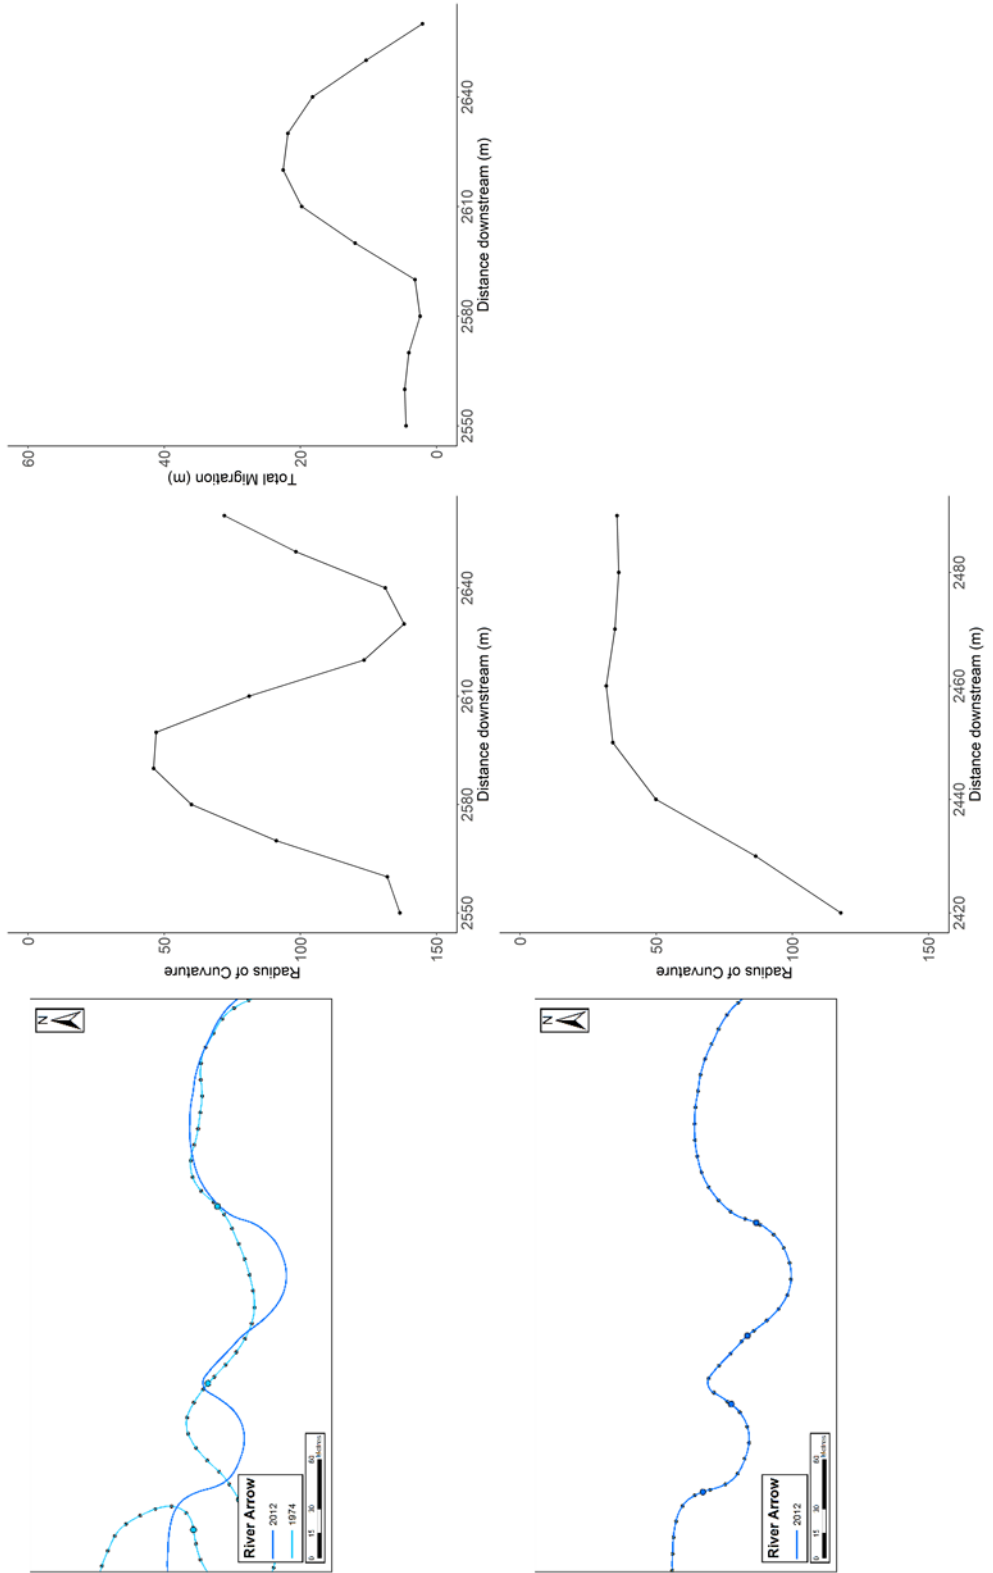 N
River Arrow
2012
1974
0 15 30 60
Metres
Radius of Curvature
0
50
100
150
2550
2580
2610
2640
Distance downstream (m)
Total Migration (m)
60
40
20
0
2550
2580
2610
2640
Distance downstream (m)
N
River Arrow
2012
0 15 30 60
Metres
Radius of Curvature
0
50
100
150
2420
2440
2460
2480
Distance downstream (m)